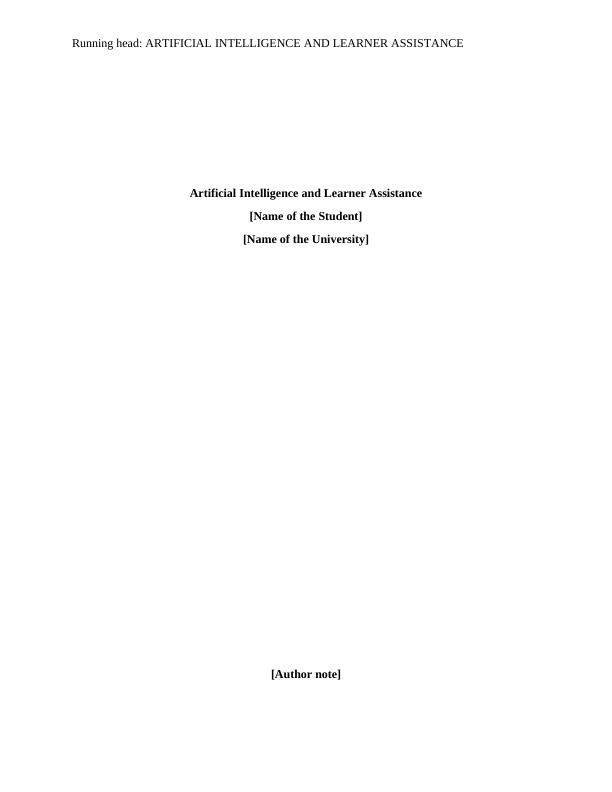 Running head: ARTIFICIAL INTELLIGENCE AND LEARNER ASSISTANCE
Artificial Intelligence and Learner Assistance
[Name of the Student]
[Name of the University]
[Author note]